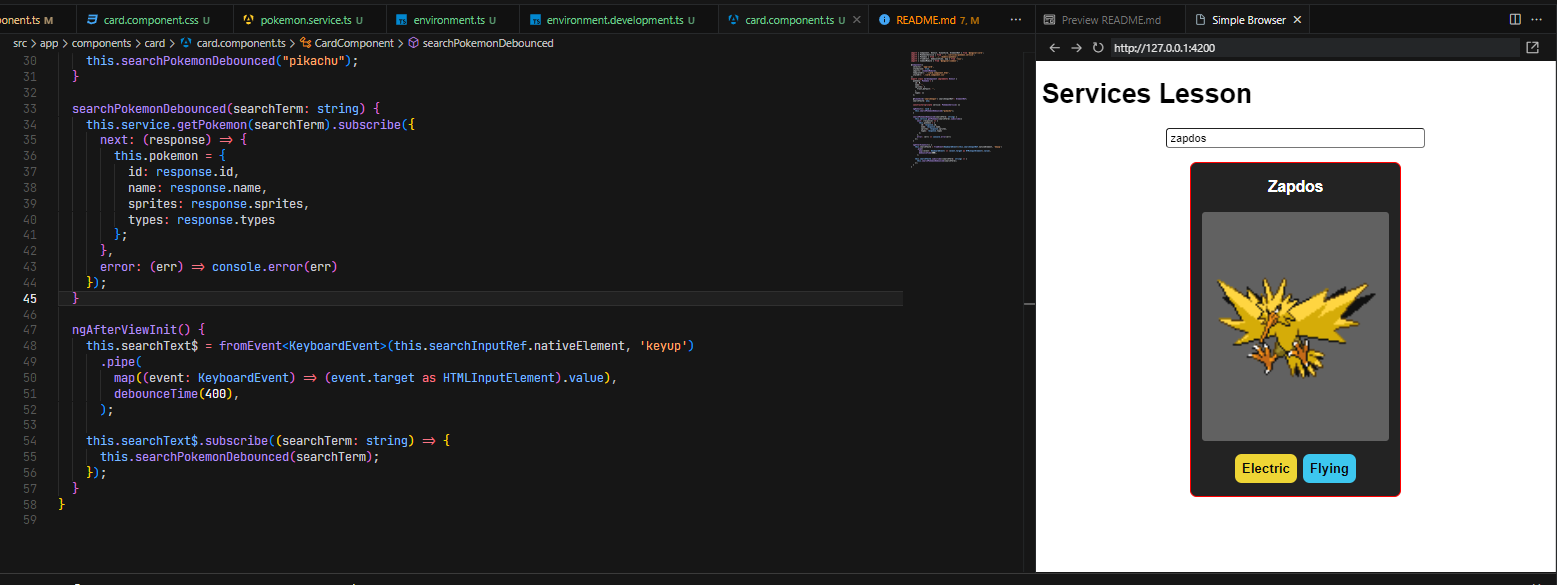 onent.ts M card.component.css U pokemon.service.ts U environment.ts U environment.development.ts U card.component.ts U README.md 7, M ... Preview README.md Simple Browser
src > app > components > card > card.component.ts > CardComponent > searchPokemonDebounced
http://127.0.0.1:4200
30 this.searchPokemonDebounced("pikachu");
31 }
32
33 searchPokemonDebounced(searchTerm: string) {
34 this.service.getPokemon(searchTerm).subscribe({
35 next: (response) => {
36 this.pokemon = {
37 id: response.id,
38 name: response.name,
39 sprites: response.sprites,
40 types: response.types
41 };
42 },
43 error: (err) => console.error(err)
44 });
45 }
46
47 ngAfterViewInit() {
48 this.searchText$ = fromEvent<KeyboardEvent>(this.searchInputRef.nativeElement, 'keyup')
49 .pipe(
50 map((event: KeyboardEvent) => (event.target as HTMLInputElement).value),
51 debounceTime(400),
52 );
53
54 this.searchText$.subscribe((searchTerm: string) => {
55 this.searchPokemonDebounced(searchTerm);
56 });
57 }
58 }
59
Services Lesson
zapdos
Zapdos
Electric Flying